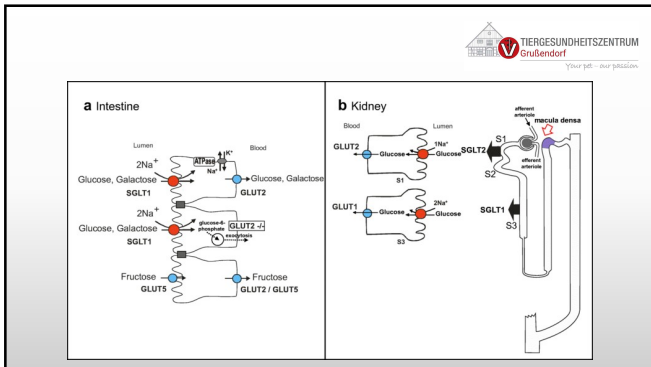 TIERGESUNDHEITSZENTRUM
Grußendorf
Your pet - our passion
a Intestine
Lumen
Blood
ATPase
K⁺
Na⁺
2Na⁺
Glucose, Galactose
SGLT1
Glucose, Galactose
GLUT2
2Na⁺
Glucose, Galactose
SGLT1
glucose-6-
phosphate
GLUT2 -/-
exocytosis
Fructose
GLUT5
Fructose
GLUT2 / GLUT5
b Kidney
Blood
Lumen
GLUT2
Glucose
1Na⁺
Glucose
S1
GLUT1
Glucose
2Na⁺
Glucose
S3
afferent
arteriole
macula densa
efferent
arteriole
SGLT2
S1
S2
SGLT1
S3